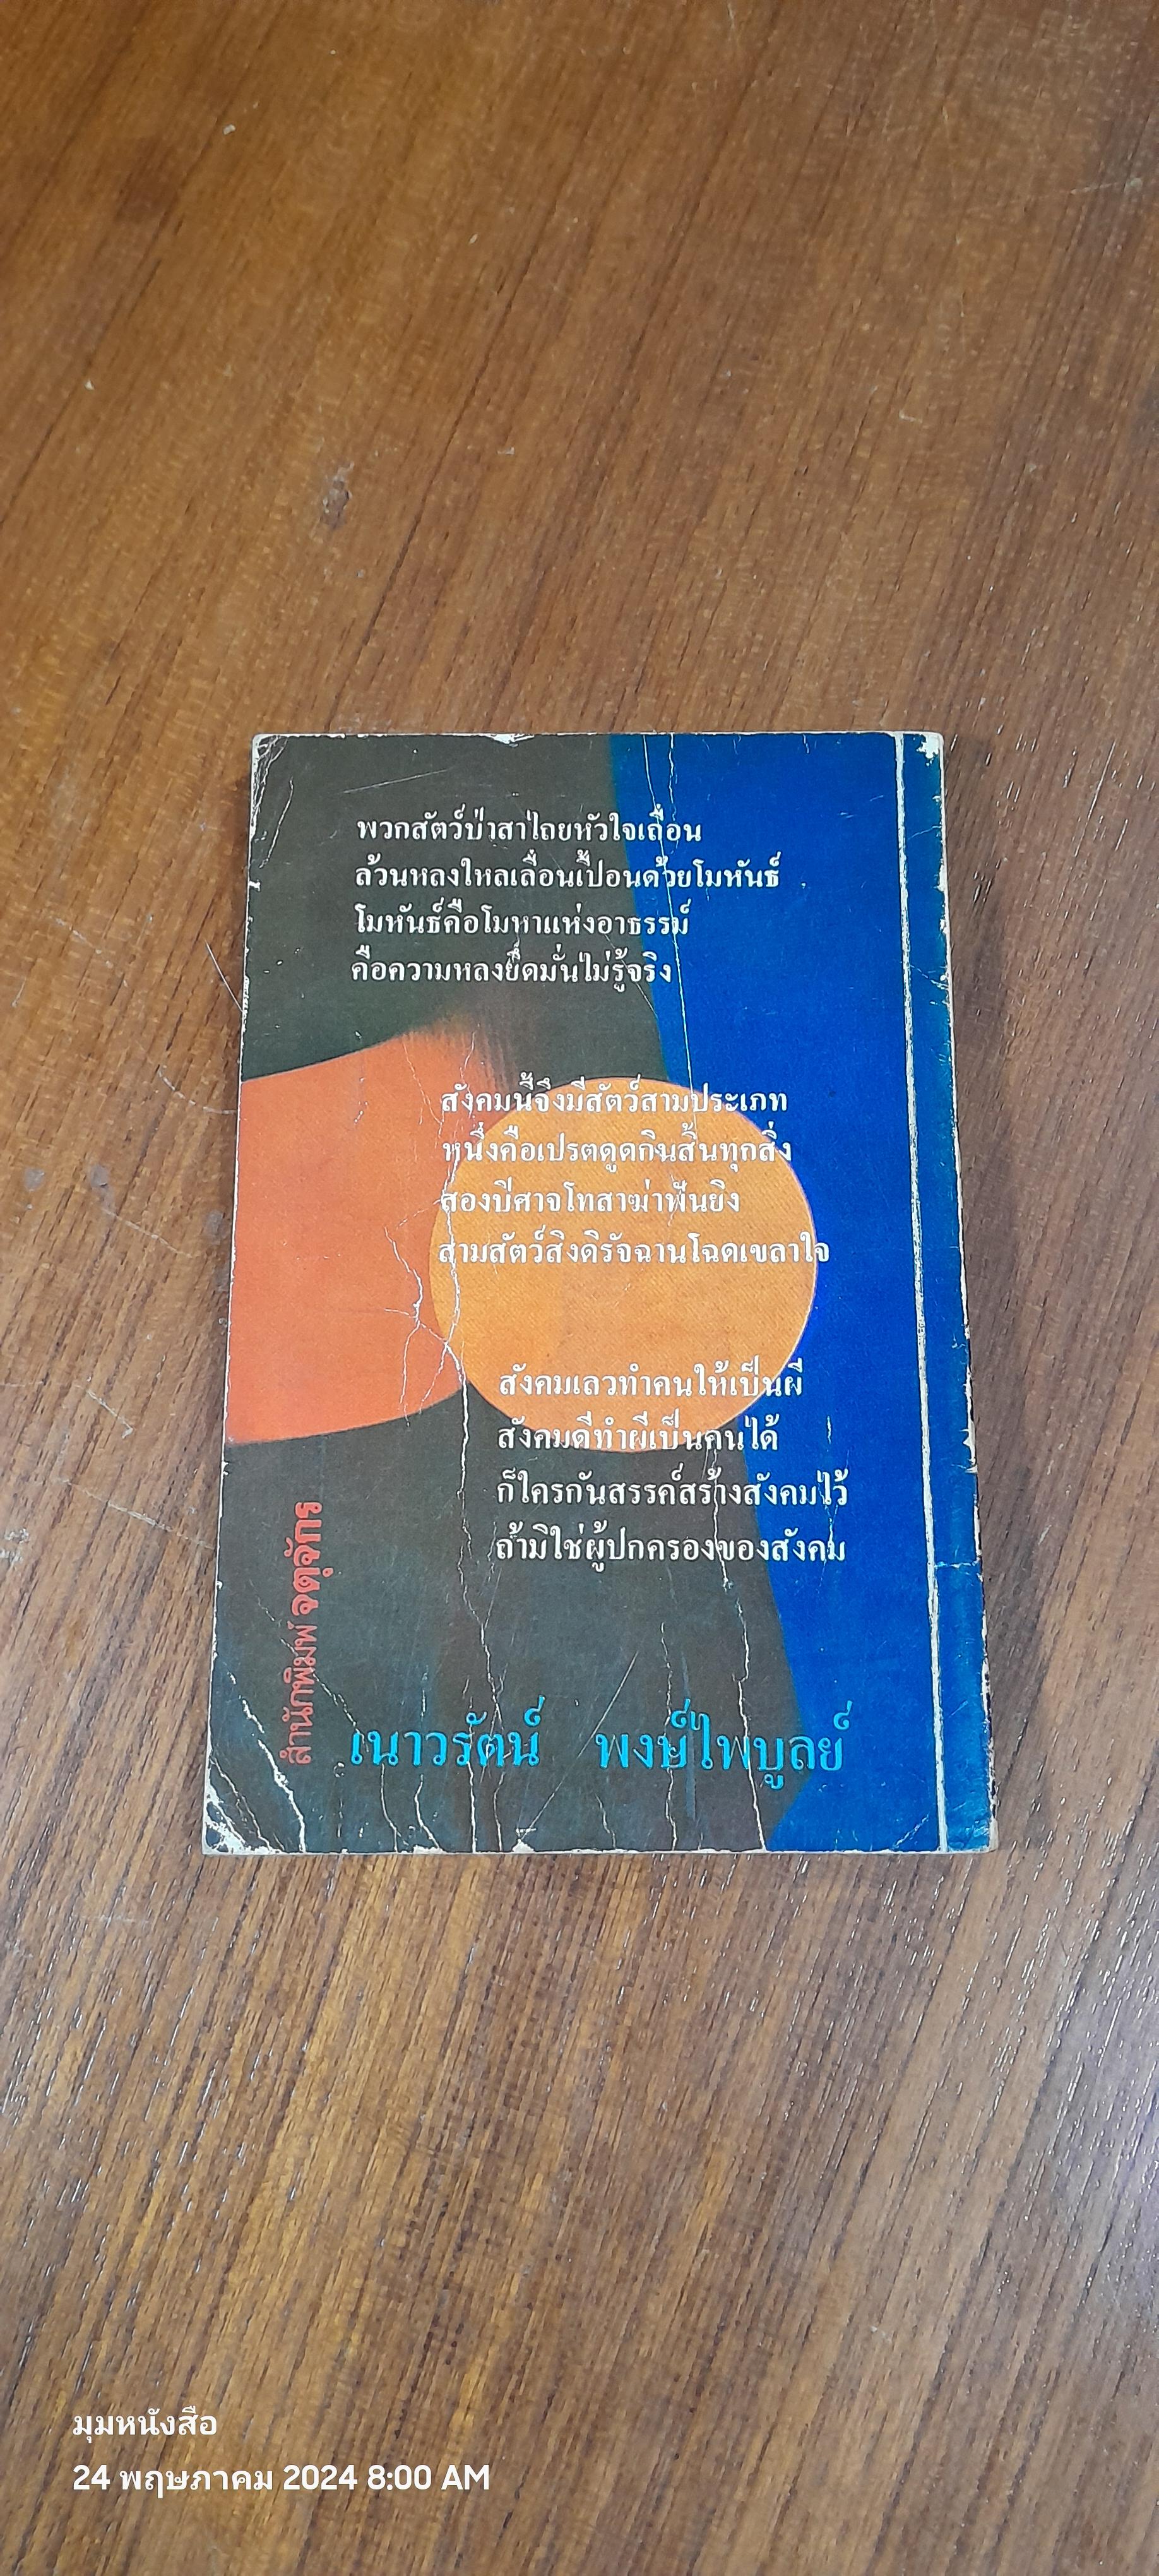 พวกสัตว์ป่าสาไถยหัวใจเถื่อน
ล้วนหลงใหลเลื่อนเปื้อนด้วยโมหันธ์
โมหันธ์คือโมหาแห่งอาธรรม์
คือความหลงยึดมั่นไม่รู้จริง
สังคมนี้จึงมีสัตว์สามประเภท
หนึ่งคือเปรตดูดกินสิ้นทุกสิ่ง
สองปีศาจโทสาฆ่าฟันยิง
สามสัตว์สิงดิรัจฉานโฉดเขลาใจ
สังคมเลวทำคนให้เป็นผี
สังคมดีทำผีเป็นคนได้
ก็ใครกันสรรค์สร้างสังคมไว้
ถ้ามิใช่ผู้ปกครองของสังคม
สำนักพิมพ์ จตุจักร
เนาวรัตน์ พงษ์ไพบูลย์
มุมหนังสือ
24 พฤษภาคม 2024 8:00 AM